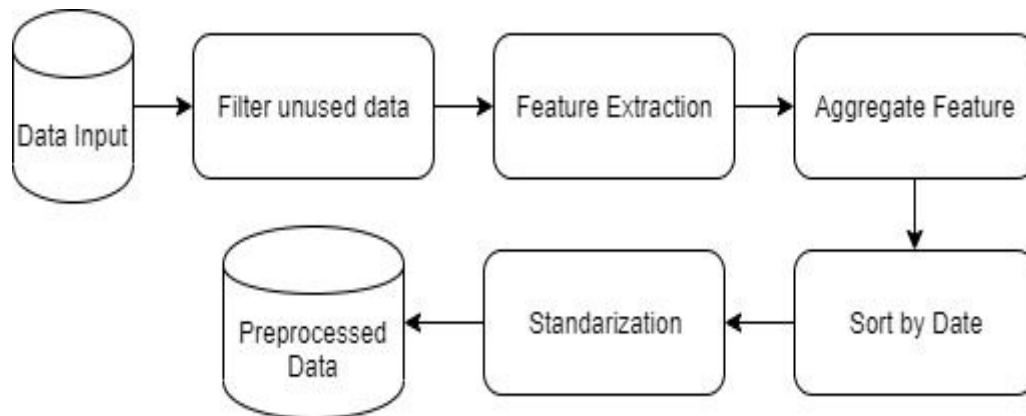 Data Input
Filter unused data
Feature Extraction
Aggregate Feature
Sort by Date
Standarization
Preprocessed
Data